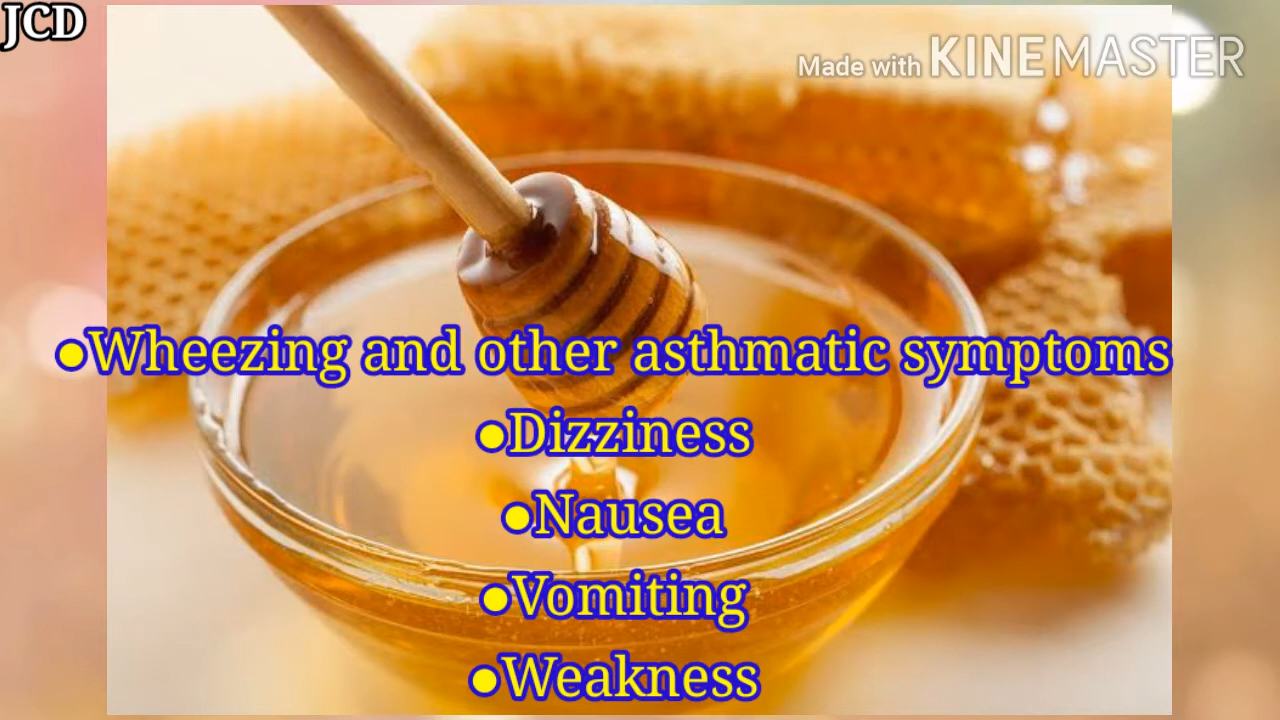 JCD
Made with KINEMASTER
●Wheezing and other asthmatic symptoms
●Dizziness
●Nausea
●Vomiting
●Weakness